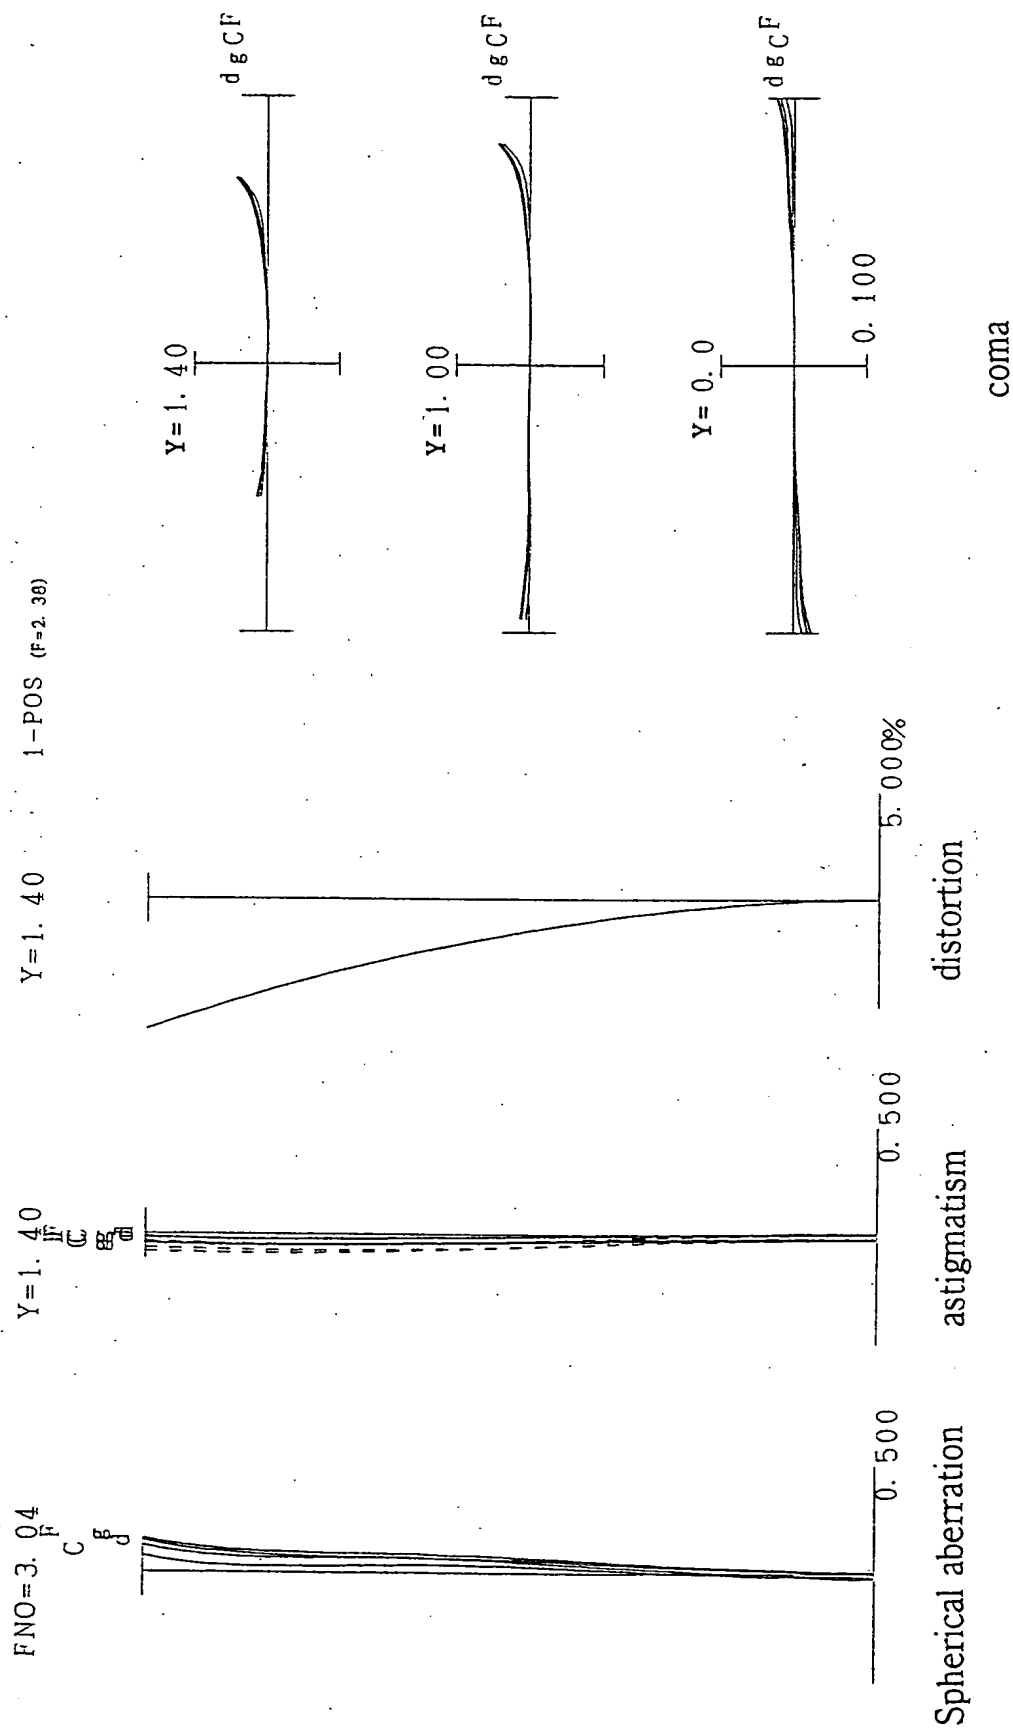 1-POS (F=2.38)
FNO=3.04
C F
d g
0.500
Spherical aberration
Y=1.40
F
C
g
d
0.500
astigmatism
Y=1.40
5.000%
distortion
Y=1.40
d g C F
Y=1.00
d g C F
Y=0.0
d g C F
0.100
coma